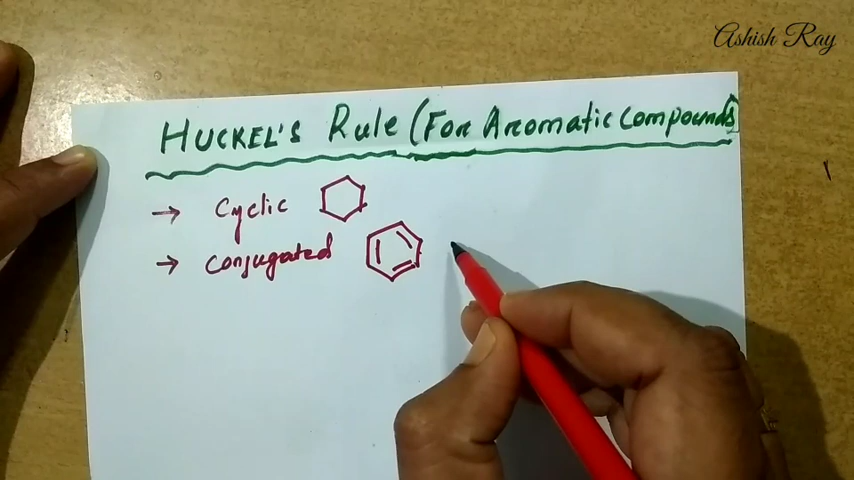 Ashish Ray
HUCKEL'S Rule (For Aromatic Compounds)
→ Cyclic
→ Conjugated